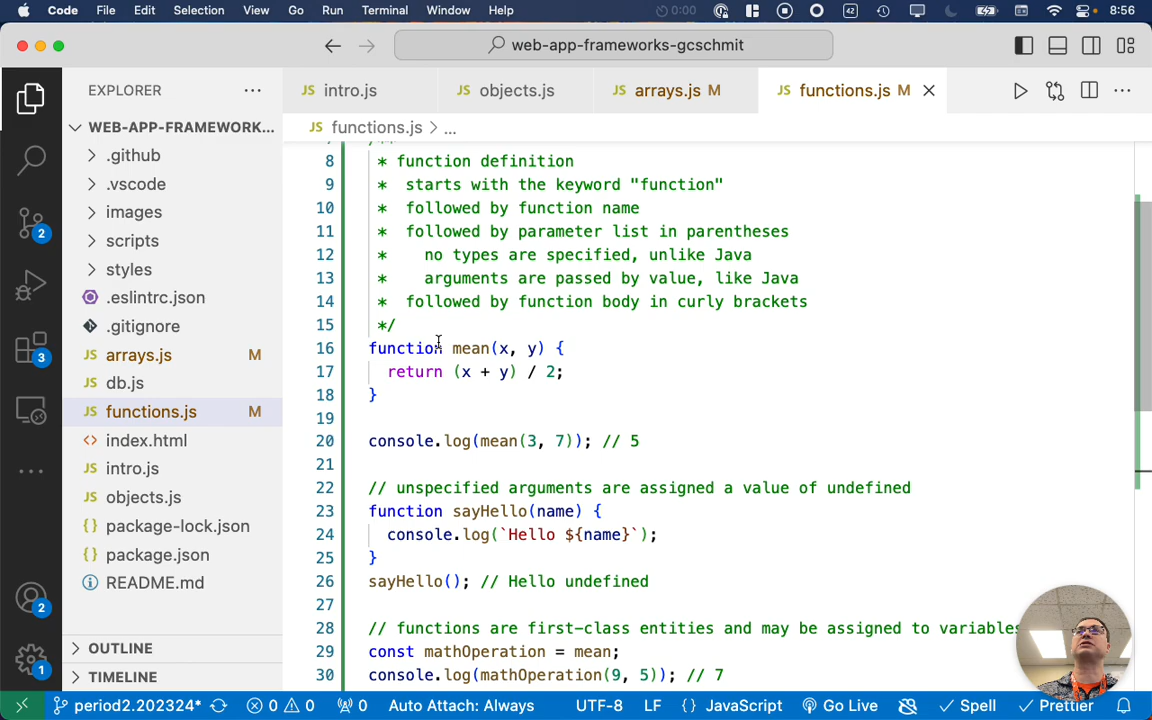 Code File Edit Selection View Go Run Terminal Window Help 0:00 42 8:56
web-app-frameworks-gcschmit
EXPLORER
intro.js
objects.js
arrays.js M
functions.js M
functions.js > ...
WEB-APP-FRAMEWORK...
.github
.vscode
images
scripts
styles
.eslintrc.json
.gitignore
arrays.js M
db.js
functions.js M
index.html
intro.js
objects.js
package-lock.json
package.json
README.md
OUTLINE
TIMELINE
2
3
2
1
8 * function definition
9 * starts with the keyword "function"
10 * followed by function name
11 * followed by parameter list in parentheses
12 * no types are specified, unlike Java
13 * arguments are passed by value, like Java
14 * followed by function body in curly brackets
15 */
16 function mean(x, y) {
17 return (x + y) / 2;
18 }
19
20 console.log(mean(3, 7)); // 5
21
22 // unspecified arguments are assigned a value of undefined
23 function sayHello(name) {
24 console.log(`Hello ${name}`);
25 }
26 sayHello(); // Hello undefined
27
28 // functions are first-class entities and may be assigned to variables
29 const mathOperation = mean;
30 console.log(mathOperation(9, 5)); // 7
period2.202324* 0 0 0 Auto Attach: Always UTF-8 LF {} JavaScript Go Live Spell Prettier